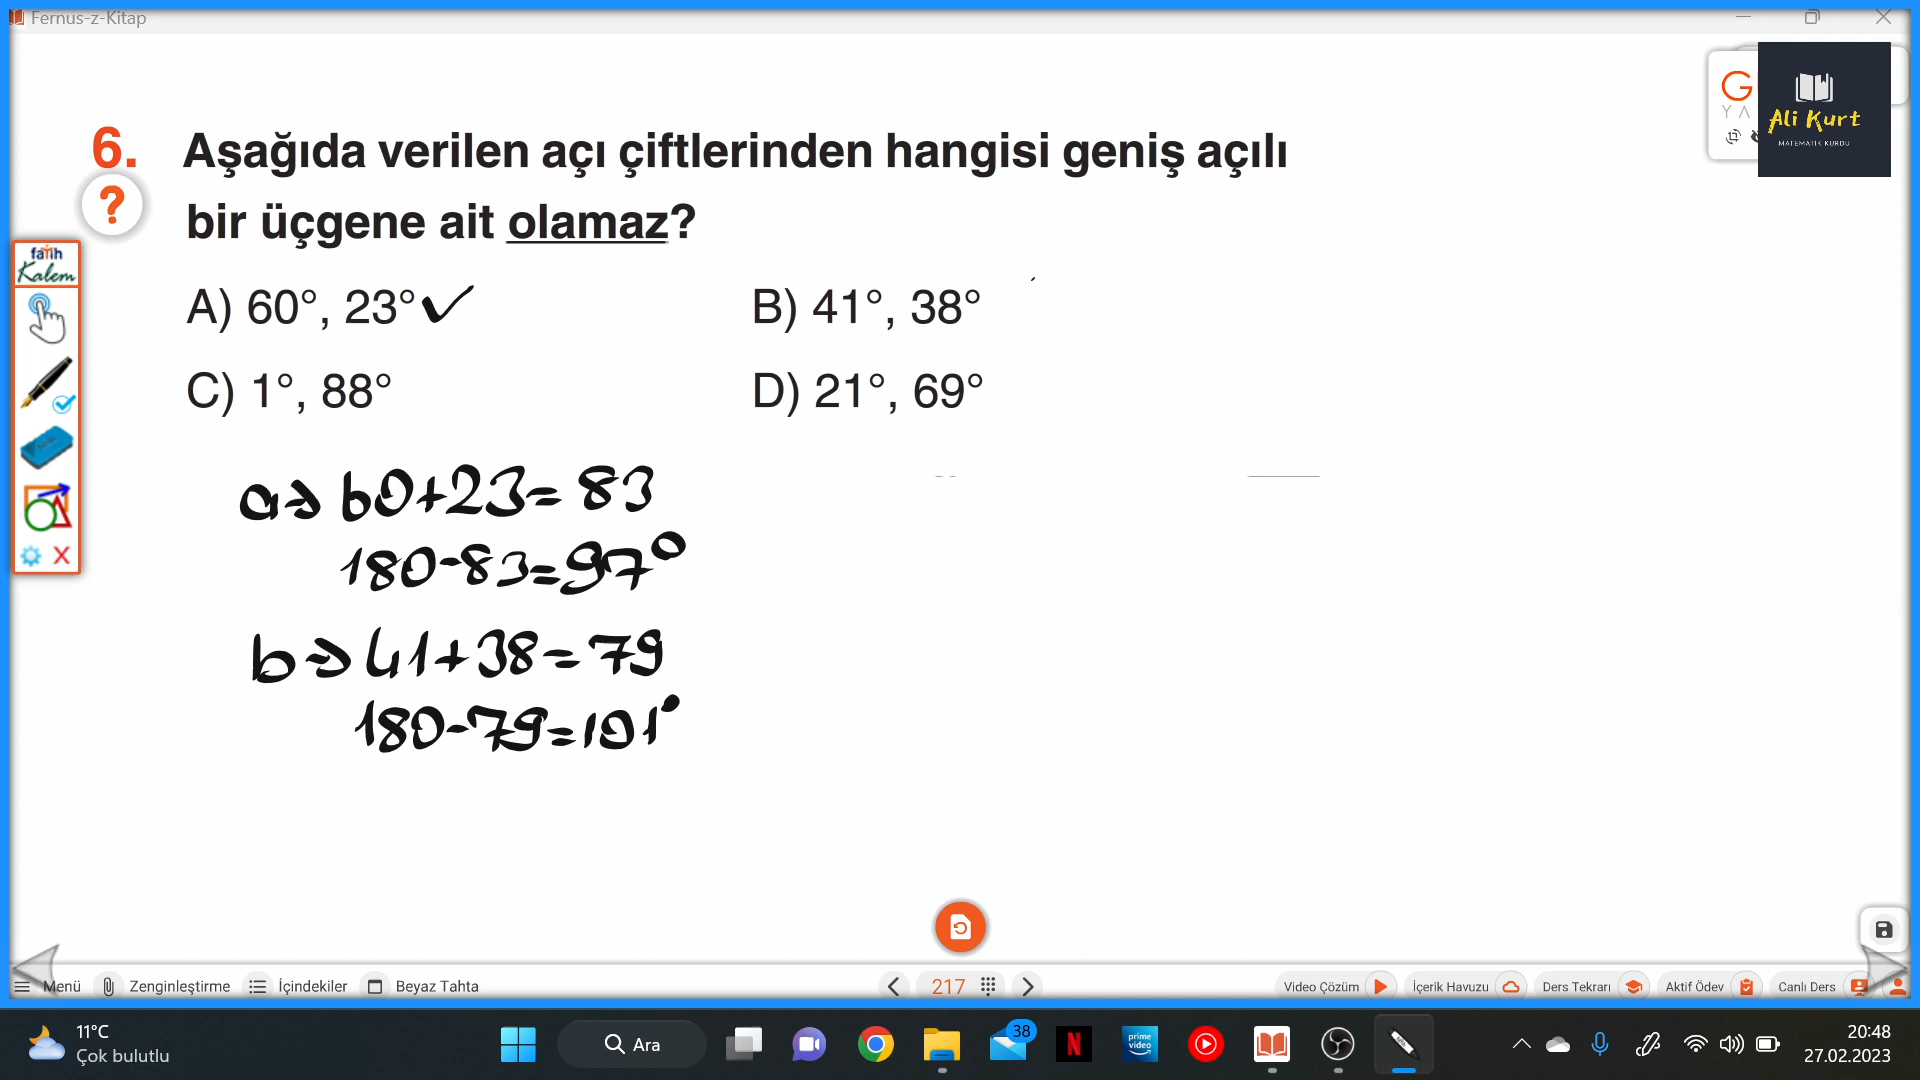 Fernus-z-Kitap
G
Y A
Ali Kurt
MATEMATİK KURDU
6. Aşağıda verilen açı çiftlerinden hangisi geniş açılı
? bir üçgene ait olamaz?
fatih
Kalem
A) 60°, 23° ✓ B) 41°, 38°
C) 1°, 88° D) 21°, 69°
a⇒ 60+23=83
180-83=97°
b⇒ 41+38=79
180-79=101°
Menü Zenginleştirme İçindekiler Beyaz Tahta 217 Video Çözüm İçerik Havuzu Ders Tekrarı Aktif Ödev Canlı Ders
11°C
Çok bulutlu
Ara
38
N
prime
video
20:48
27.02.2023